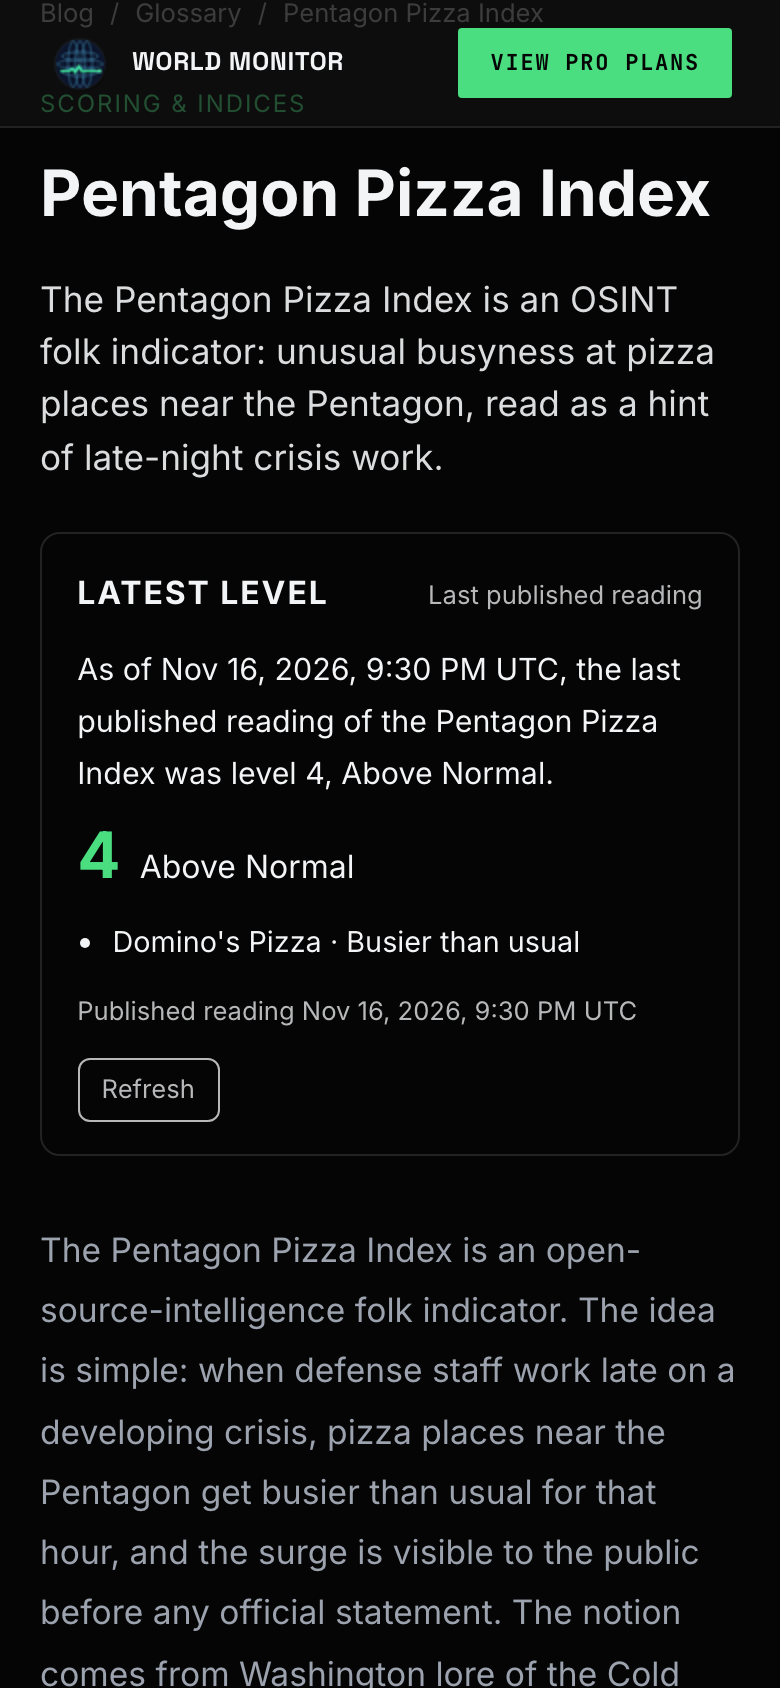 Blog / Glossary / Pentagon Pizza Index
WORLD MONITOR
VIEW PRO PLANS
SCORING & INDICES
Pentagon Pizza Index
The Pentagon Pizza Index is an OSINT
folk indicator: unusual busyness at pizza
places near the Pentagon, read as a hint
of late-night crisis work.
LATEST LEVEL
Last published reading
As of Nov 16, 2026, 9:30 PM UTC, the last
published reading of the Pentagon Pizza
Index was level 4, Above Normal.
4 Above Normal
• Domino's Pizza · Busier than usual
Published reading Nov 16, 2026, 9:30 PM UTC
Refresh
The Pentagon Pizza Index is an open-
source-intelligence folk indicator. The idea
is simple: when defense staff work late on a
developing crisis, pizza places near the
Pentagon get busier than usual for that
hour, and the surge is visible to the public
before any official statement. The notion
comes from Washington lore of the Cold